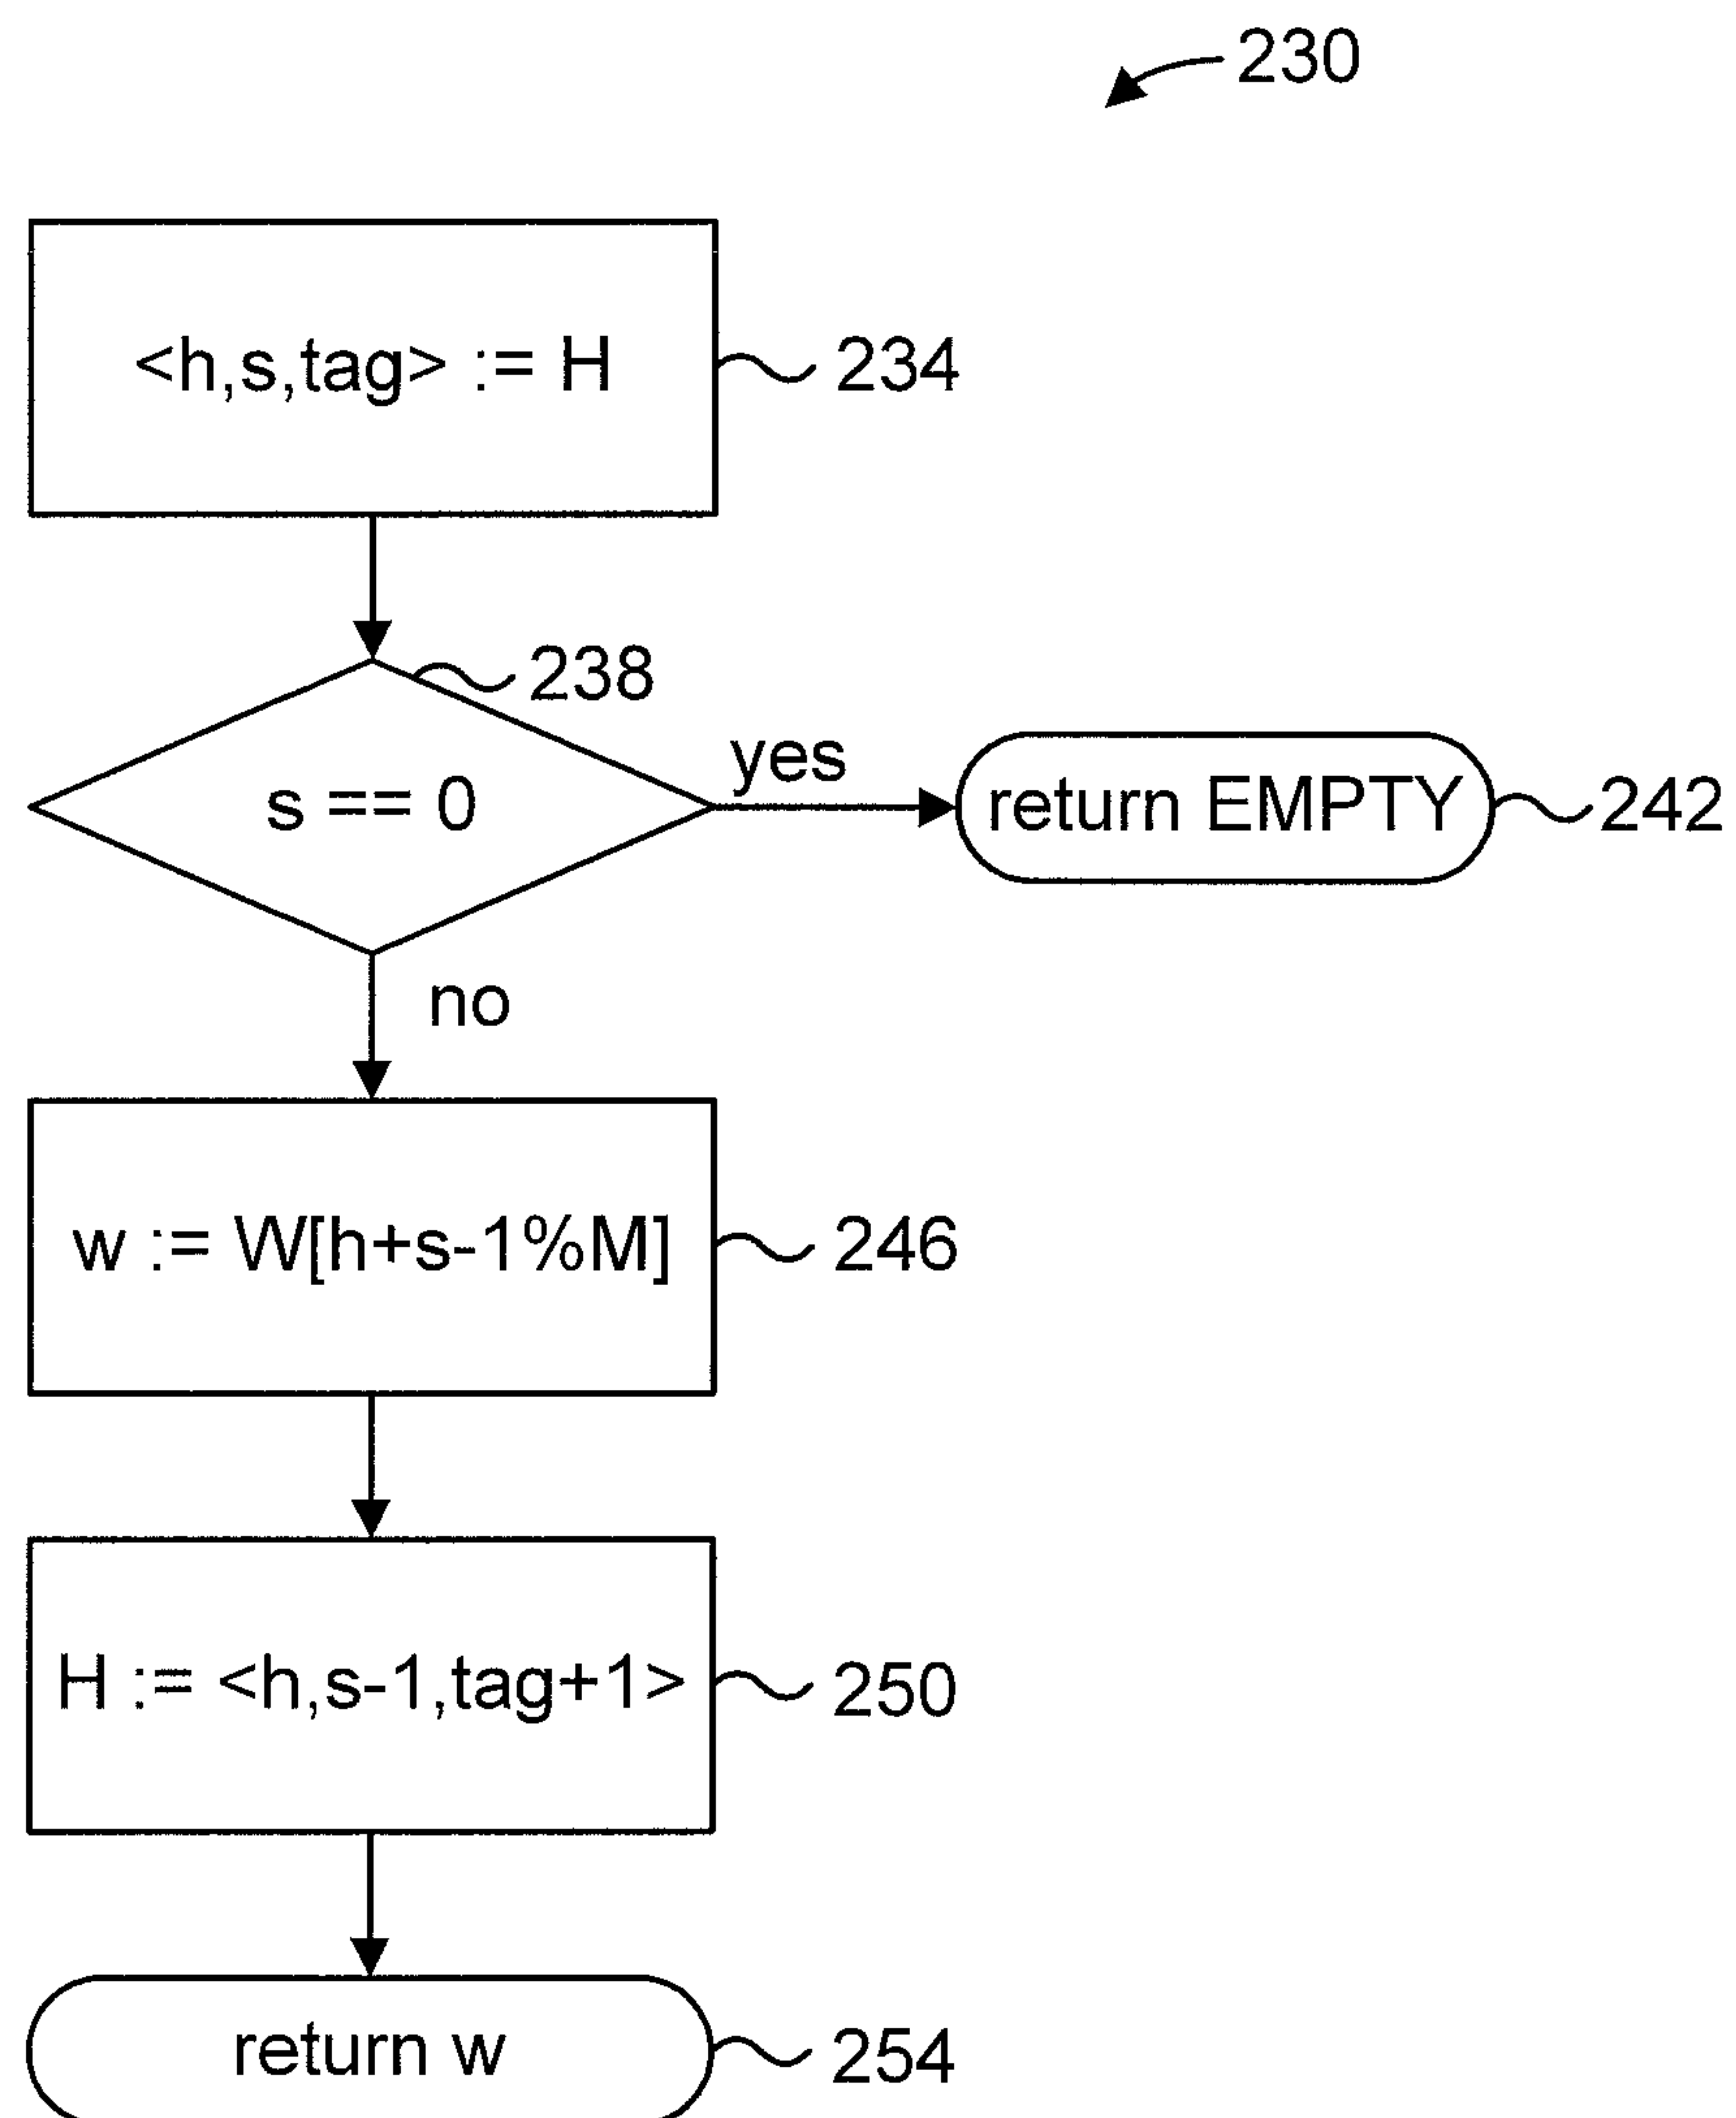 230
<h,s,tag> := H
234
238
s == 0
yes
return EMPTY
242
no
w := W[h+s-1%M]
246
H := <h,s-1,tag+1>
250
return w
254